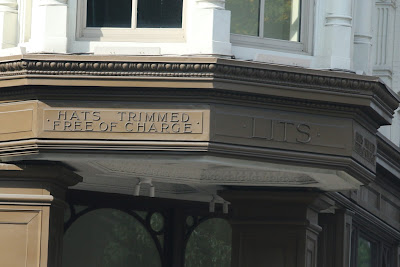 HATS TRIMMED
FREE OF CHARGE
LITS